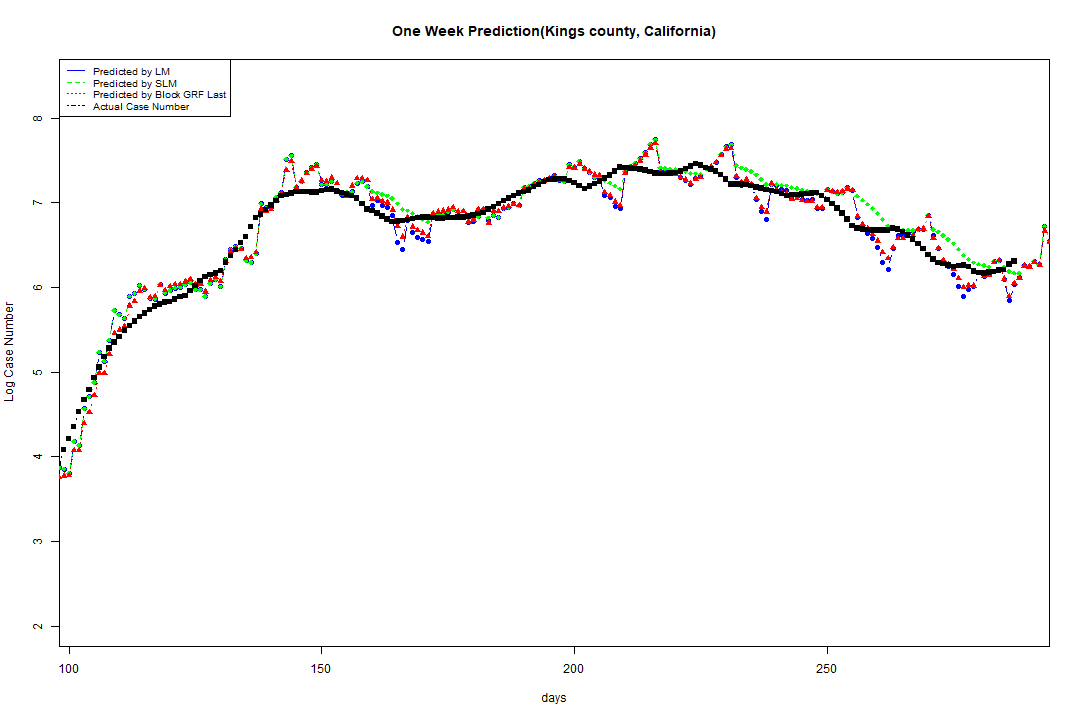 One Week Prediction(Kings county, California)
Predicted by LM
Predicted by SLM
Predicted by Block GRF Last
Actual Case Number
8
7
6
5
4
3
2
Log Case Number
100 150 200 250
days